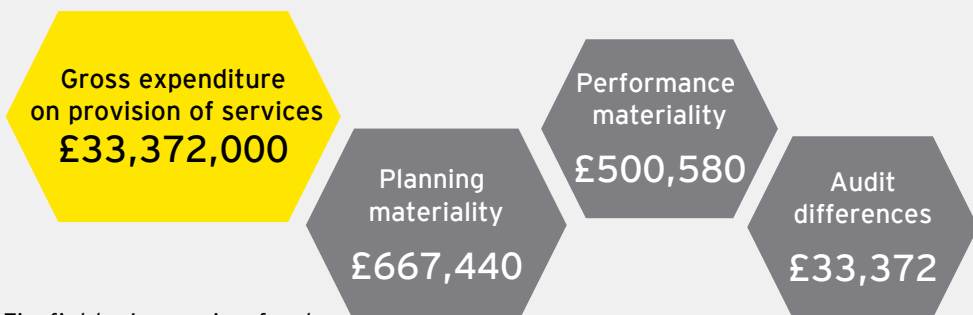 Gross expenditure
on provision of services
£33,372,000
Planning
materiality
£667,440
Performance
materiality
£500,580
Audit
differences
£33,372